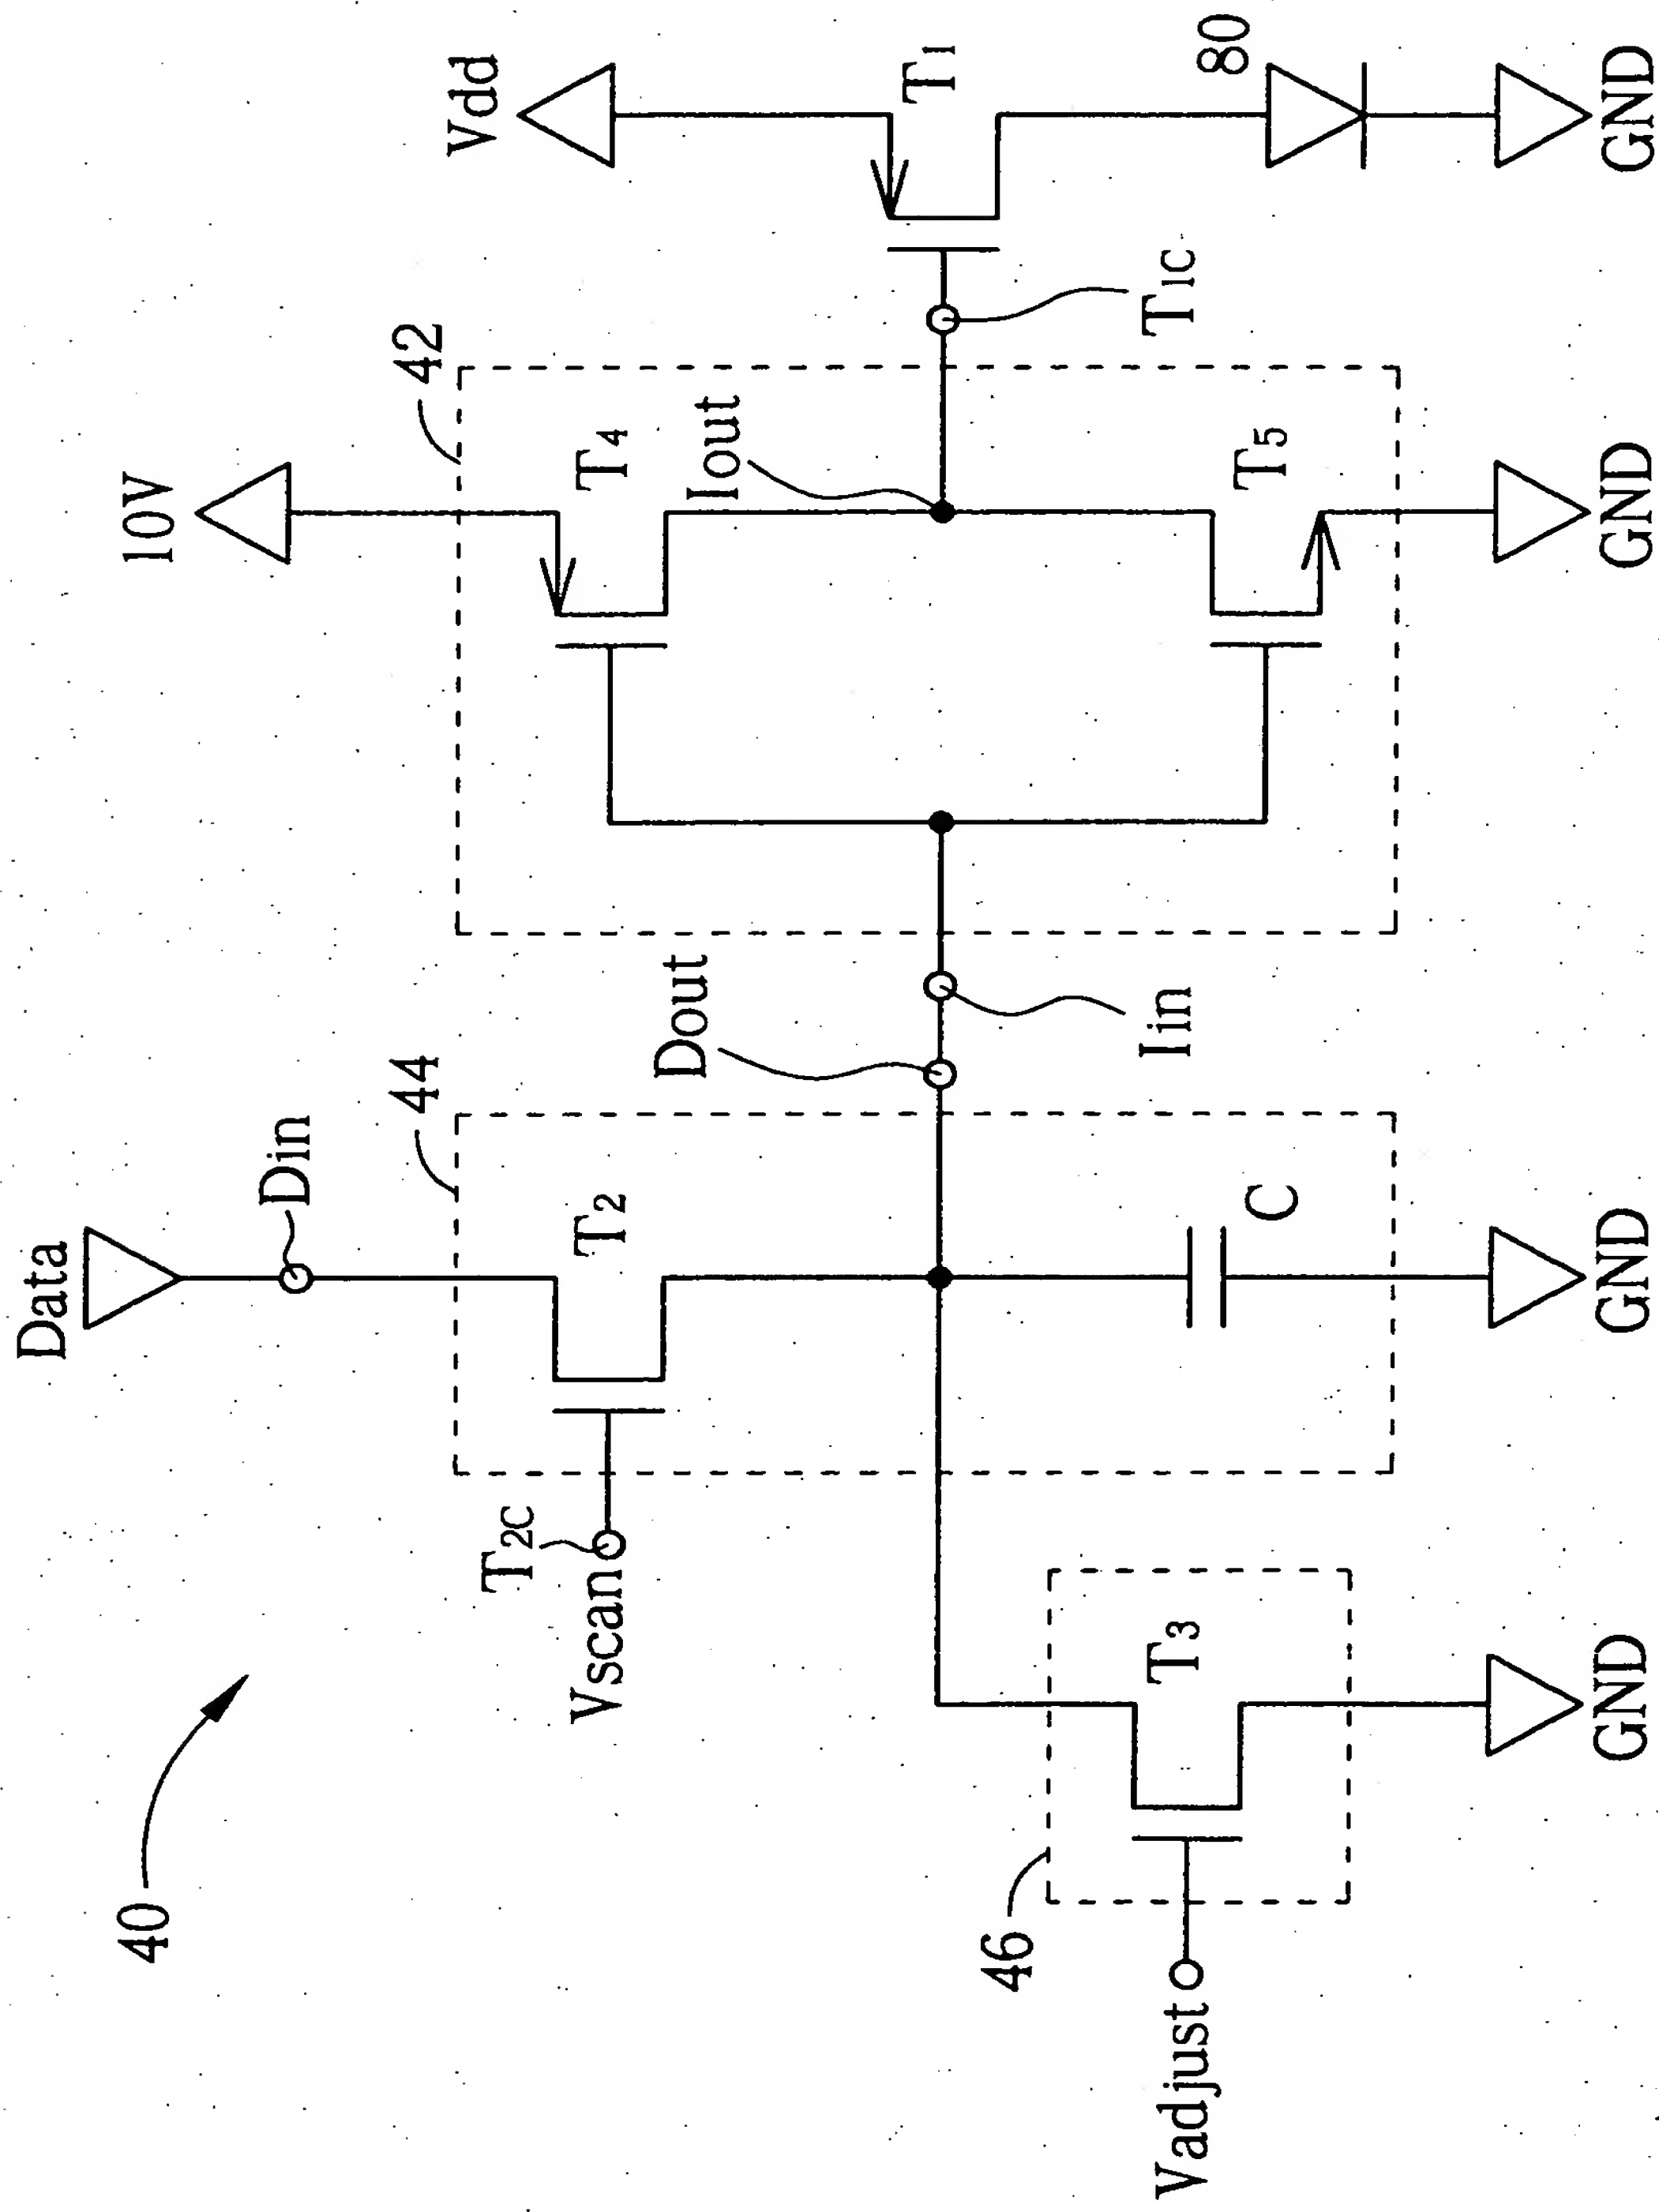 40
Data
Din
10V
Vdd
44
42
T2C
Vscan
T2
Dout
T4
Iout
T1
80
T1C
Iin
46
T3
C
T5
Vadjust
GND
GND
GND
GND